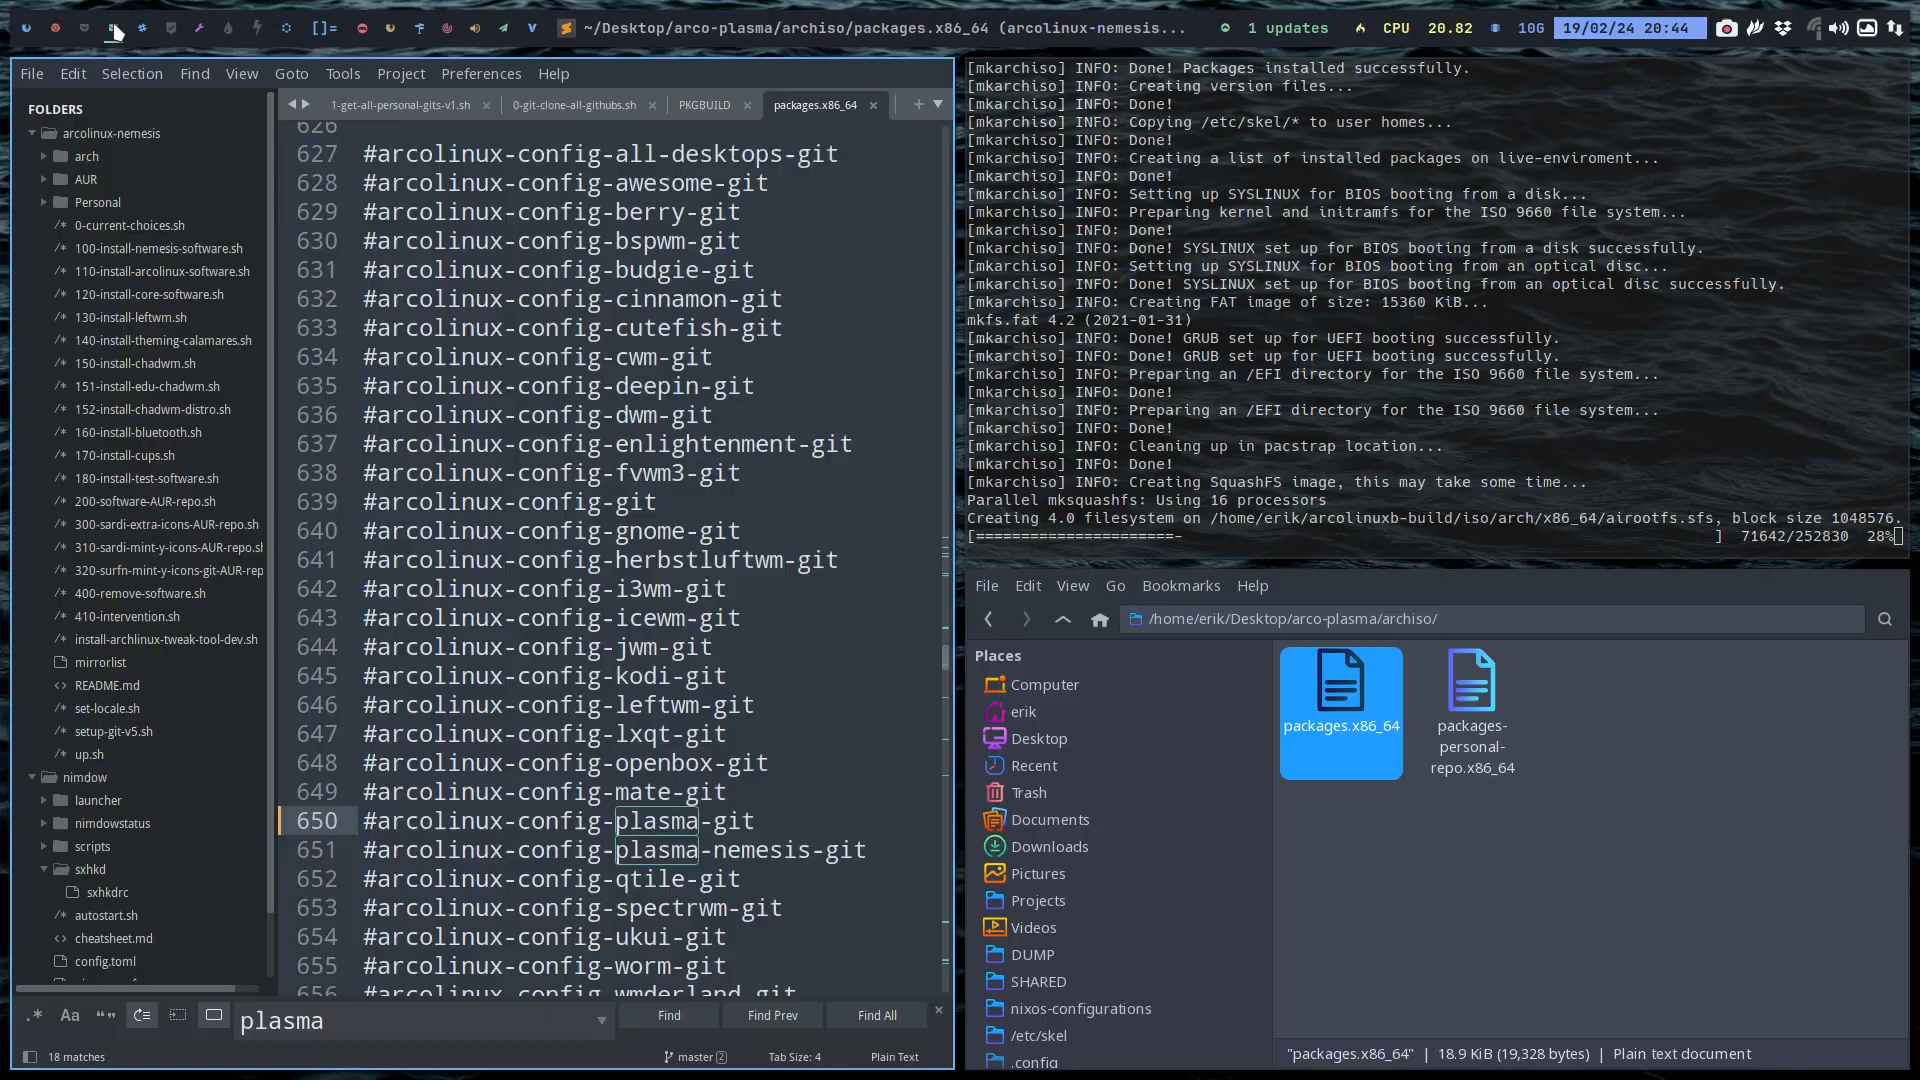 []=
~/Desktop/arco-plasma/archiso/packages.x86_64 (arcolinux-nemesis...
1 updates
CPU 20.82
10G
19/02/24 20:44
File Edit Selection Find View Goto Tools Project Preferences Help
FOLDERS
arcolinux-nemesis
arch
AUR
Personal
/* 0-current-choices.sh
/* 100-install-nemesis-software.sh
/* 110-install-arcolinux-software.sh
/* 120-install-core-software.sh
/* 130-install-leftwm.sh
/* 140-install-theming-calamares.sh
/* 150-install-chadwm.sh
/* 151-install-edu-chadwm.sh
/* 152-install-chadwm-distro.sh
/* 160-install-bluetooth.sh
/* 170-install-cups.sh
/* 180-install-test-software.sh
/* 200-software-AUR-repo.sh
/* 300-sardi-extra-icons-AUR-repo.sh
/* 310-sardi-mint-y-icons-AUR-repo.sl
/* 320-surfn-mint-y-icons-git-AUR-rep
/* 400-remove-software.sh
/* 410-intervention.sh
/* install-archlinux-tweak-tool-dev.sh
mirrorlist
<> README.md
/* set-locale.sh
/* setup-git-v5.sh
/* up.sh
nimdow
launcher
nimdowstatus
scripts
sxhkd
sxhkdrc
/* autostart.sh
<> cheatsheet.md
config.toml
1-get-all-personal-gits-v1.sh ×
0-git-clone-all-githubs.sh ×
PKGBUILD ×
packages.x86_64 ×
+
626
627 #arcolinux-config-all-desktops-git
628 #arcolinux-config-awesome-git
629 #arcolinux-config-berry-git
630 #arcolinux-config-bspwm-git
631 #arcolinux-config-budgie-git
632 #arcolinux-config-cinnamon-git
633 #arcolinux-config-cutefish-git
634 #arcolinux-config-cwm-git
635 #arcolinux-config-deepin-git
636 #arcolinux-config-dwm-git
637 #arcolinux-config-enlightenment-git
638 #arcolinux-config-fvwm3-git
639 #arcolinux-config-git
640 #arcolinux-config-gnome-git
641 #arcolinux-config-herbstluftwm-git
642 #arcolinux-config-i3wm-git
643 #arcolinux-config-icewm-git
644 #arcolinux-config-jwm-git
645 #arcolinux-config-kodi-git
646 #arcolinux-config-leftwm-git
647 #arcolinux-config-lxqt-git
648 #arcolinux-config-openbox-git
649 #arcolinux-config-mate-git
650 #arcolinux-config-plasma-git
651 #arcolinux-config-plasma-nemesis-git
652 #arcolinux-config-qtile-git
653 #arcolinux-config-spectrwm-git
654 #arcolinux-config-ukui-git
655 #arcolinux-config-worm-git
656 #arcolinux-config-wmderland-git
.* Aa “” plasma Find Find Prev Find All ×
18 matches
master 2
Tab Size: 4
Plain Text
[mkarchiso] INFO: Done! Packages installed successfully.
[mkarchiso] INFO: Creating version files...
[mkarchiso] INFO: Done!
[mkarchiso] INFO: Copying /etc/skel/* to user homes...
[mkarchiso] INFO: Done!
[mkarchiso] INFO: Creating a list of installed packages on live-enviroment...
[mkarchiso] INFO: Done!
[mkarchiso] INFO: Setting up SYSLINUX for BIOS booting from a disk...
[mkarchiso] INFO: Preparing kernel and initramfs for the ISO 9660 file system...
[mkarchiso] INFO: Done!
[mkarchiso] INFO: Done! SYSLINUX set up for BIOS booting from a disk successfully.
[mkarchiso] INFO: Setting up SYSLINUX for BIOS booting from an optical disc...
[mkarchiso] INFO: Done! SYSLINUX set up for BIOS booting from an optical disc successfully.
[mkarchiso] INFO: Creating FAT image of size: 15360 KiB...
mkfs.fat 4.2 (2021-01-31)
[mkarchiso] INFO: Done! GRUB set up for UEFI booting successfully.
[mkarchiso] INFO: Done! GRUB set up for UEFI booting successfully.
[mkarchiso] INFO: Preparing an /EFI directory for the ISO 9660 file system...
[mkarchiso] INFO: Done!
[mkarchiso] INFO: Preparing an /EFI directory for the ISO 9660 file system...
[mkarchiso] INFO: Done!
[mkarchiso] INFO: Cleaning up in pacstrap location...
[mkarchiso] INFO: Done!
[mkarchiso] INFO: Creating SquashFS image, this may take some time...
Parallel mksquashfs: Using 16 processors
Creating 4.0 filesystem on /home/erik/arcolinuxb-build/iso/arch/x86_64/airootfs.sfs, block size 1048576.
[======================- ] 71642/252830 28%
File Edit View Go Bookmarks Help
/home/erik/Desktop/arco-plasma/archiso/
Places
Computer
erik
Desktop
Recent
Trash
Documents
Downloads
Pictures
Projects
Videos
DUMP
SHARED
nixos-configurations
/etc/skel
.config
packages.x86_64
packages-
personal-
repo.x86_64
"packages.x86_64" | 18.9 KiB (19,328 bytes) | Plain text document